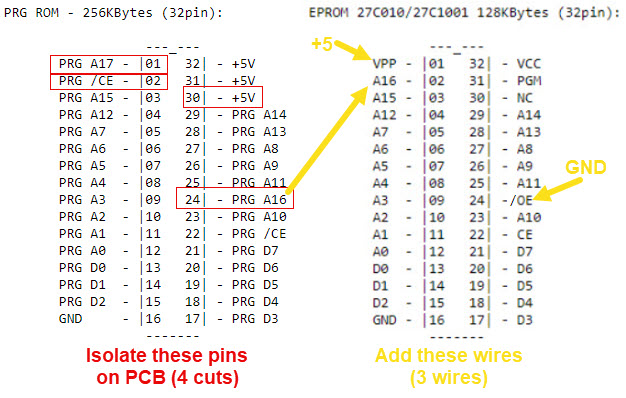 PRG ROM - 256KBytes (32pin):
---_---
PRG A17 - |01 32| - +5V
PRG /CE - |02 31| - +5V
PRG A15 - |03 30| - +5V
PRG A12 - |04 29| - PRG A14
PRG A7 - |05 28| - PRG A13
PRG A6 - |06 27| - PRG A8
PRG A5 - |07 26| - PRG A9
PRG A4 - |08 25| - PRG A11
PRG A3 - |09 24| - PRG A16
PRG A2 - |10 23| - PRG A10
PRG A1 - |11 22| - PRG /CE
PRG A0 - |12 21| - PRG D7
PRG D0 - |13 20| - PRG D6
PRG D1 - |14 19| - PRG D5
PRG D2 - |15 18| - PRG D4
GND - |16 17| - PRG D3
-------
Isolate these pins
on PCB (4 cuts)
EPROM 27C010/27C1001 128KBytes (32pin):
---_---
+5
VPP - |01 32| - VCC
A16 - |02 31| - PGM
A15 - |03 30| - NC
A12 - |04 29| - A14
A7 - |05 28| - A13
A6 - |06 27| - A8
A5 - |07 26| - A9
GND
A4 - |08 25| - A11
A3 - |09 24| -/OE
A2 - |10 23| - A10
A1 - |11 22| - CE
A0 - |12 21| - D7
D0 - |13 20| - D6
D1 - |14 19| - D5
D2 - |15 18| - D4
GND - |16 17| - D3
-------
Add these wires
(3 wires)